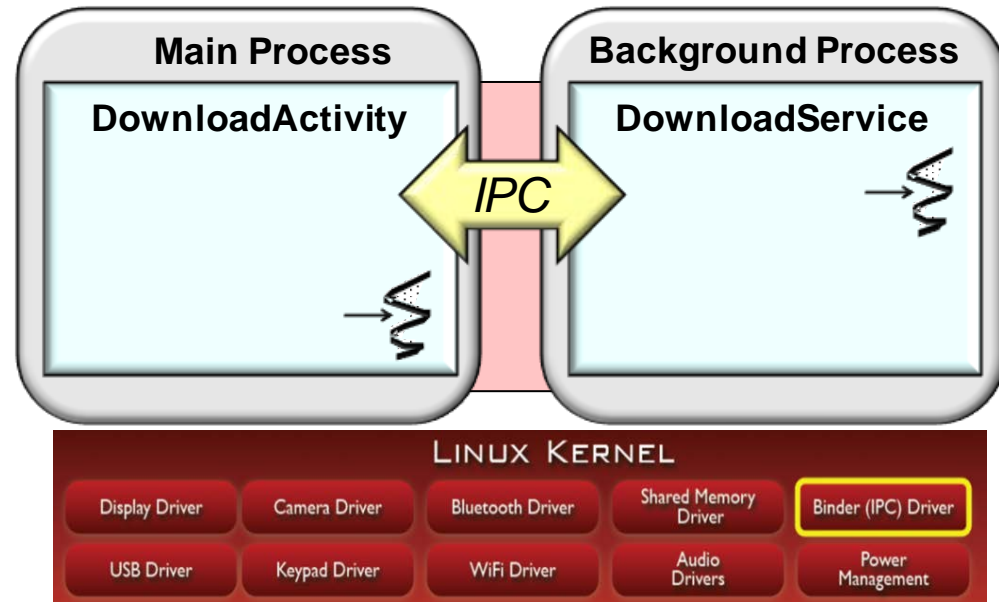 Main Process
Background Process
DownloadActivity
DownloadService
IPC
LINUX KERNEL
Display Driver
Camera Driver
Bluetooth Driver
Shared Memory
Driver
Binder (IPC) Driver
USB Driver
Keypad Driver
WiFi Driver
Audio
Drivers
Power
Management